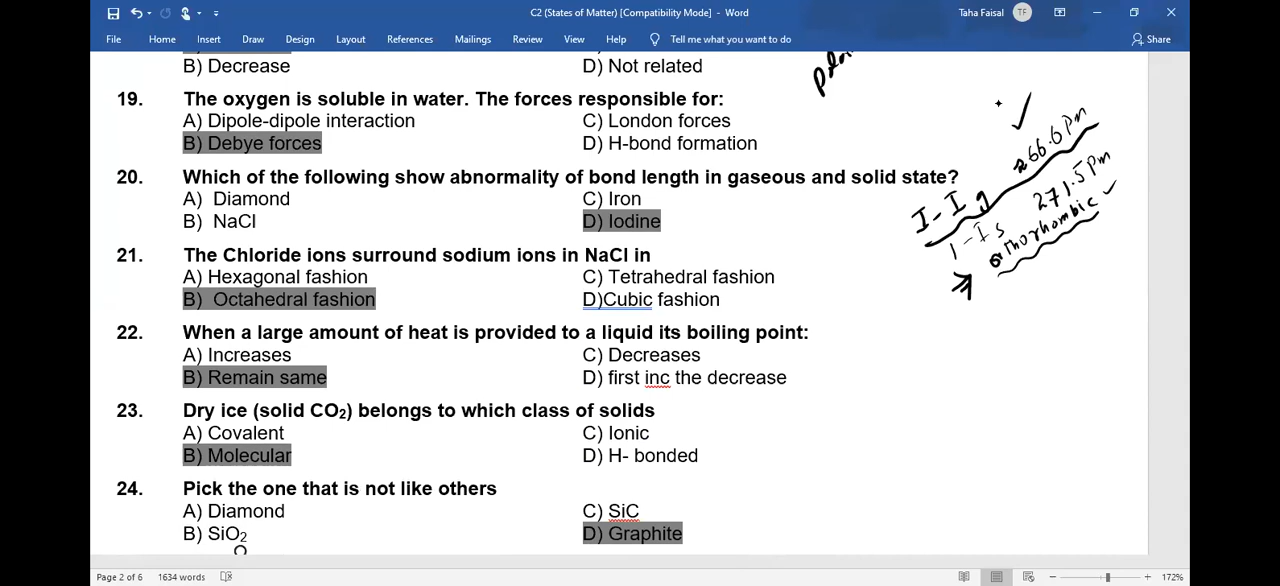 C2 (States of Matter) [Compatibility Mode] - Word
Taha Faisal
TF
File Home Insert Draw Design Layout References Mailings Review View Help Tell me what you want to do
Share
B) Decrease D) Not related
19. The oxygen is soluble in water. The forces responsible for:
A) Dipole-dipole interaction C) London forces
B) Debye forces D) H-bond formation
20. Which of the following show abnormality of bond length in gaseous and solid state?
A) Diamond C) Iron
B) NaCl D) Iodine
I-I g 266.6 Pm
I-I s 271.5 Pm
orthorhombic
21. The Chloride ions surround sodium ions in NaCl in
A) Hexagonal fashion C) Tetrahedral fashion
B) Octahedral fashion D)Cubic fashion
22. When a large amount of heat is provided to a liquid its boiling point:
A) Increases C) Decreases
B) Remain same D) first inc the decrease
23. Dry ice (solid CO₂) belongs to which class of solids
A) Covalent C) Ionic
B) Molecular D) H- bonded
24. Pick the one that is not like others
A) Diamond C) SiC
B) SiO₂ D) Graphite
Page 2 of 6 1634 words
172%